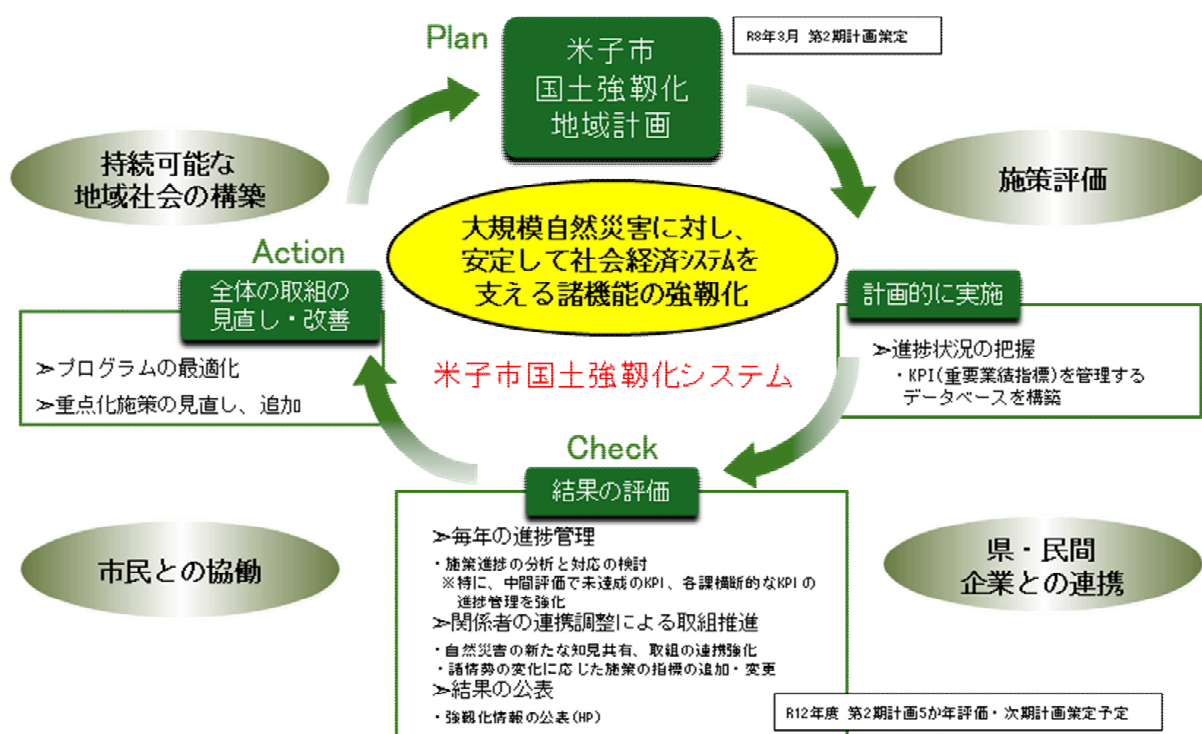 Plan
米子市
国土強靱化
地域計画
R8年3月 第2期計画策定
持続可能な
地域社会の構築
施策評価
大規模自然災害に対し、
安定して社会経済ｼｽﾃﾑを
支える諸機能の強靱化
Action
全体の取組の
見直し・改善
➢プログラムの最適化
➢重点化施策の見直し、追加
計画的に実施
➢進捗状況の把握
・KPI(重要業績指標)を管理する
データベースを構築
米子市国土強靱化システム
Check
結果の評価
➢毎年の進捗管理
・施策進捗の分析と対応の検討
※特に、中間評価で未達成のKPI、各課横断的なKPIの
進捗管理を強化
➢関係者の連携調整による取組推進
・自然災害の新たな知見共有、取組の連携強化
・諸情勢の変化に応じた施策の指標の追加・変更
➢結果の公表
・強靱化情報の公表(HP)
市民との協働
県・民間
企業との連携
R12年度 第2期計画5か年評価・次期計画策定予定